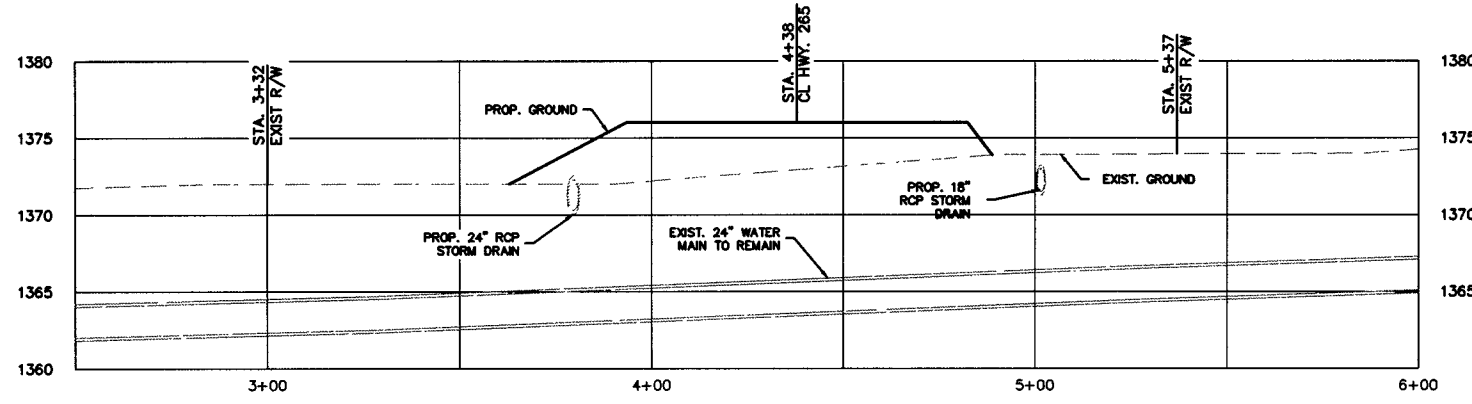 STA. 4+38
CL HWY. 265
1380
STA. 3+32
EXIST R/W
STA. 5+37
EXIST R/W
1380
PROP. GROUND
1375
1375
PROP. 18"
RCP STORM
DRAIN
EXIST. GROUND
1370
1370
PROP. 24" RCP
STORM DRAIN
EXIST. 24" WATER
MAIN TO REMAIN
1365
1365
1360
3+00
4+00
5+00
6+00